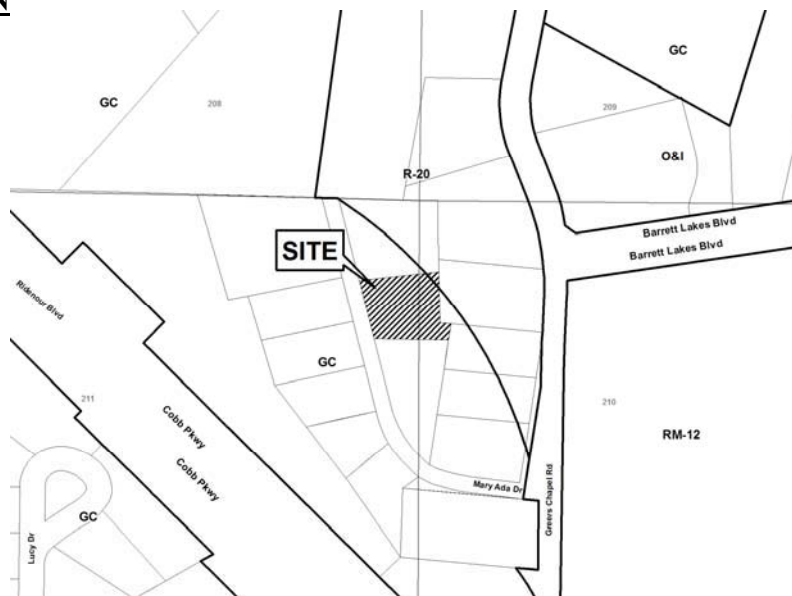 N
GC
GC
208
209
O&I
R-20
Barrett Lakes Blvd
Barrett Lakes Blvd
SITE
Ridenour Blvd
GC
211
210
RM-12
Cobb Pkwy
Cobb Pkwy
Mary Ada Dr
Greers Chapel Rd
GC
Lucy Dr